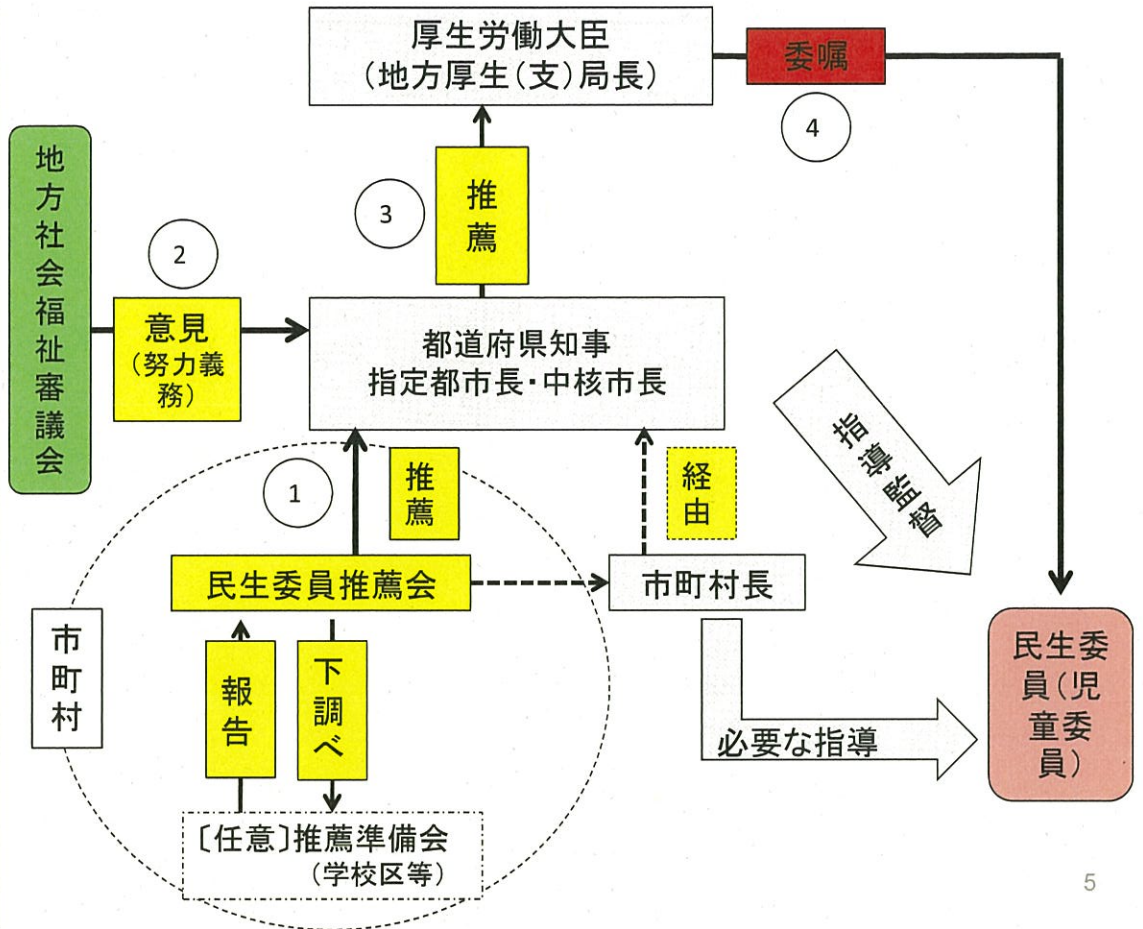 厚生労働大臣
(地方厚生(支)局長)
委嘱
4
地方社会福祉審議会
推薦
3
2
意見
(努力義
務)
都道府県知事
指定都市長・中核市長
指導監督
1
推薦
経由
民生委員推薦会
市町村長
市町村
報告
下調べ
民生委
員(児
童委
員)
必要な指導
〔任意〕推薦準備会
(学校区等)
5